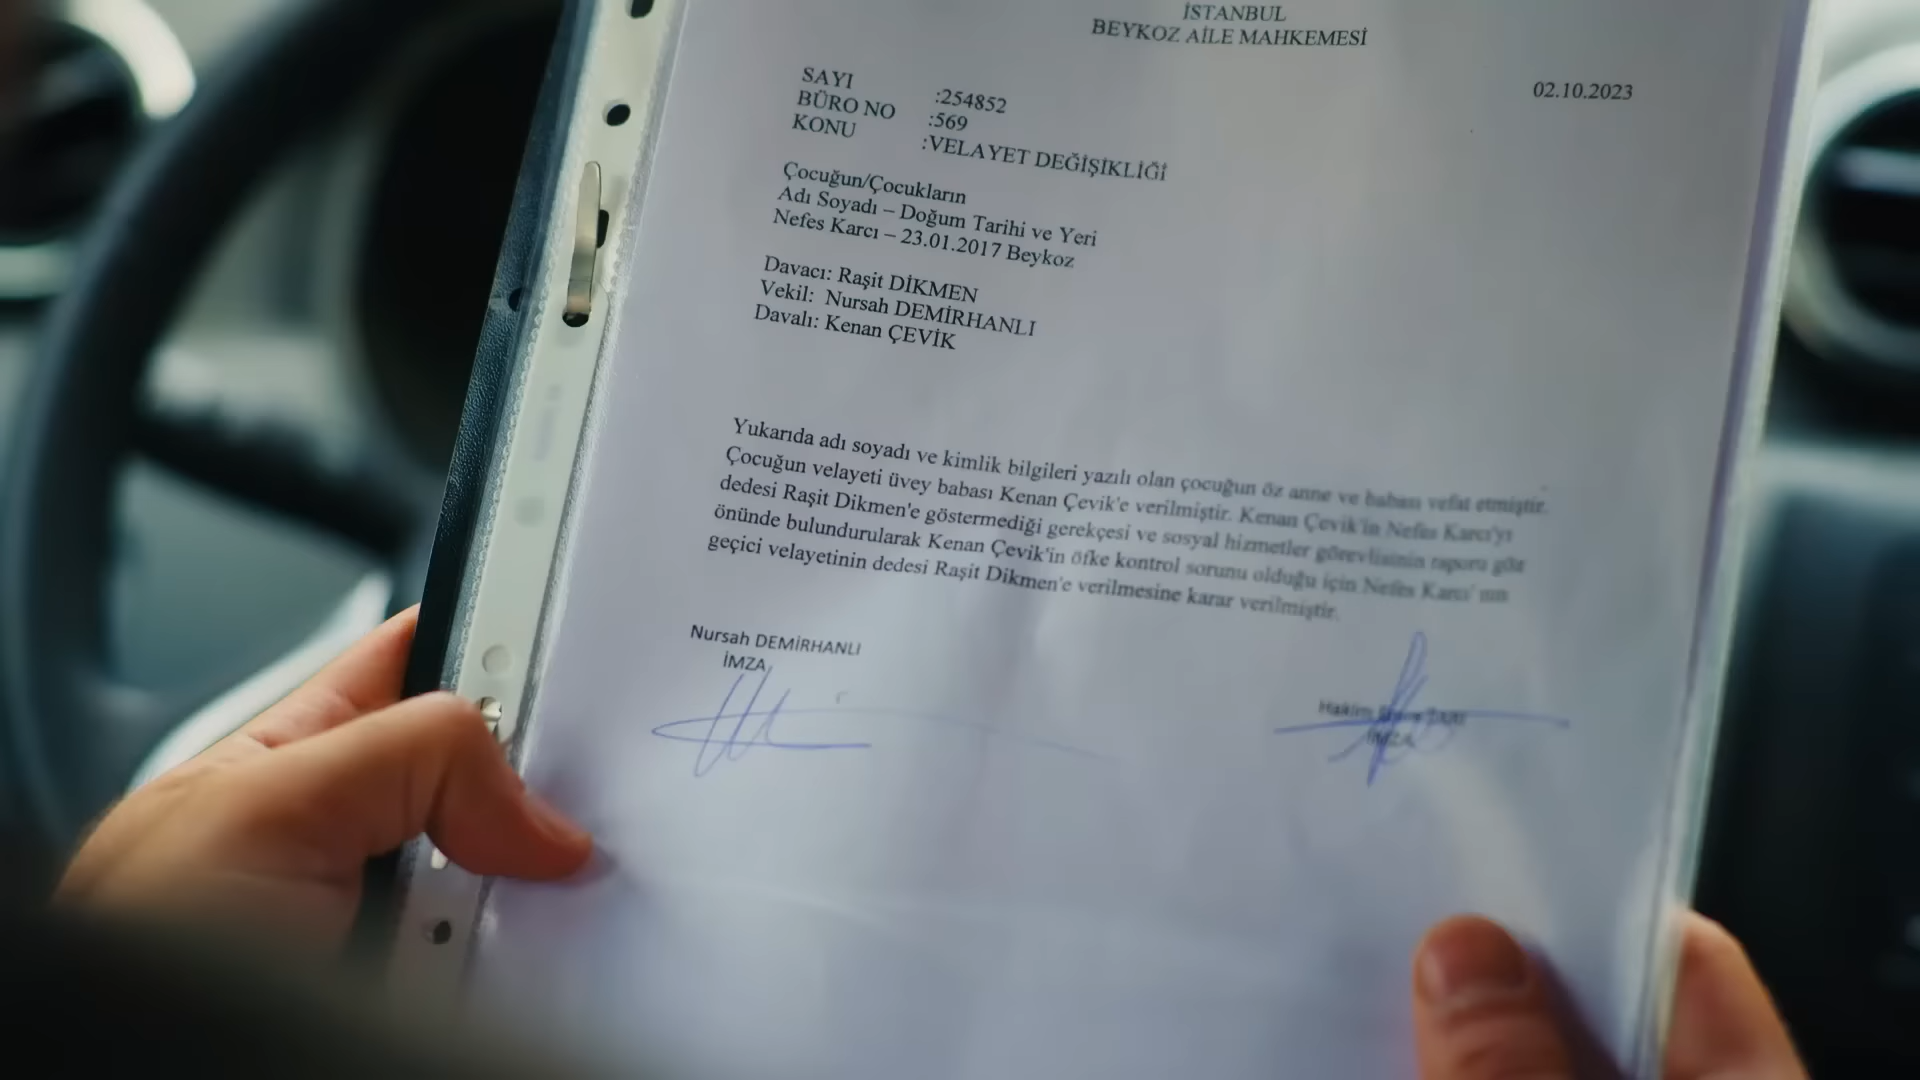 İSTANBUL
BEYKOZ AİLE MAHKEMESİ
02.10.2023
SAYI :254852
BÜRO NO :569
KONU :VELAYET DEĞİŞİKLİĞİ
Çocuğun/Çocukların
Adı Soyadı – Doğum Tarihi ve Yeri
Nefes Karcı – 23.01.2017 Beykoz
Davacı: Raşit DİKMEN
Vekil: Nursah DEMİRHANLI
Davalı: Kenan ÇEVİK
Yukarıda adı soyadı ve kimlik bilgileri yazılı olan çocuğun öz anne ve babası vefat etmiştir.
Çocuğun velayeti üvey babası Kenan Çevik'e verilmiştir. Kenan Çevik'in Nefes Karcı'yı
dedesi Raşit Dikmen'e göstermediği gerekçesi ve sosyal hizmetler görevlisinin raporu göz
önünde bulundurularak Kenan Çevik'in öfke kontrol sorunu olduğu için Nefes Karcı' nın
geçici velayetinin dedesi Raşit Dikmen'e verilmesine karar verilmiştir.
Nursah DEMİRHANLI
İMZA
Hakim
İMZA